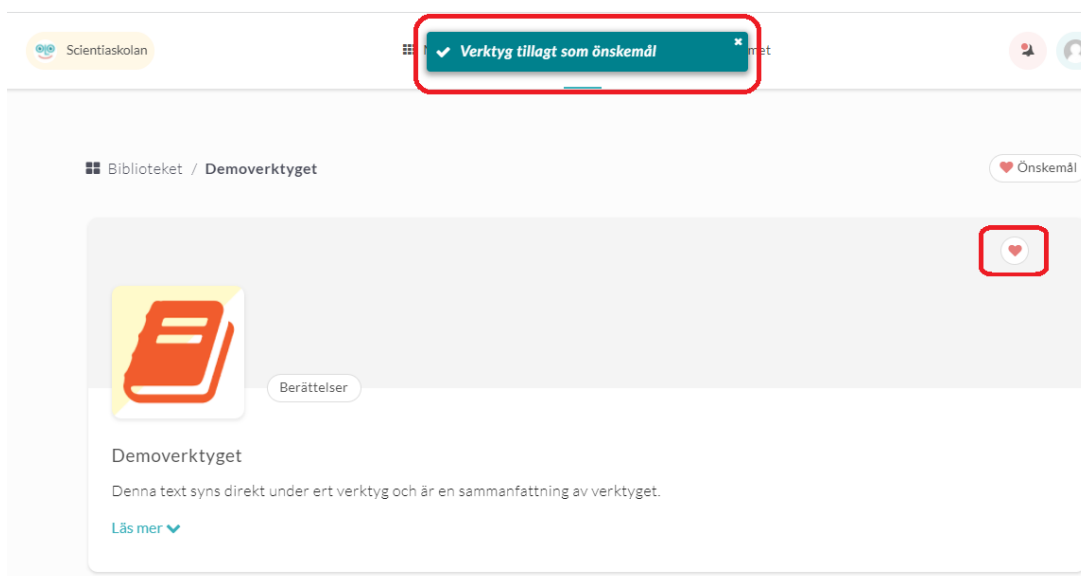 Scientiaskolan
Verktyg tillagt som önskemål
met
Biblioteket / Demoverktyget
Önskemål
Berättelser
Demoverktyget
Denna text syns direkt under ert verktyg och är en sammanfattning av verktyget.
Läs mer